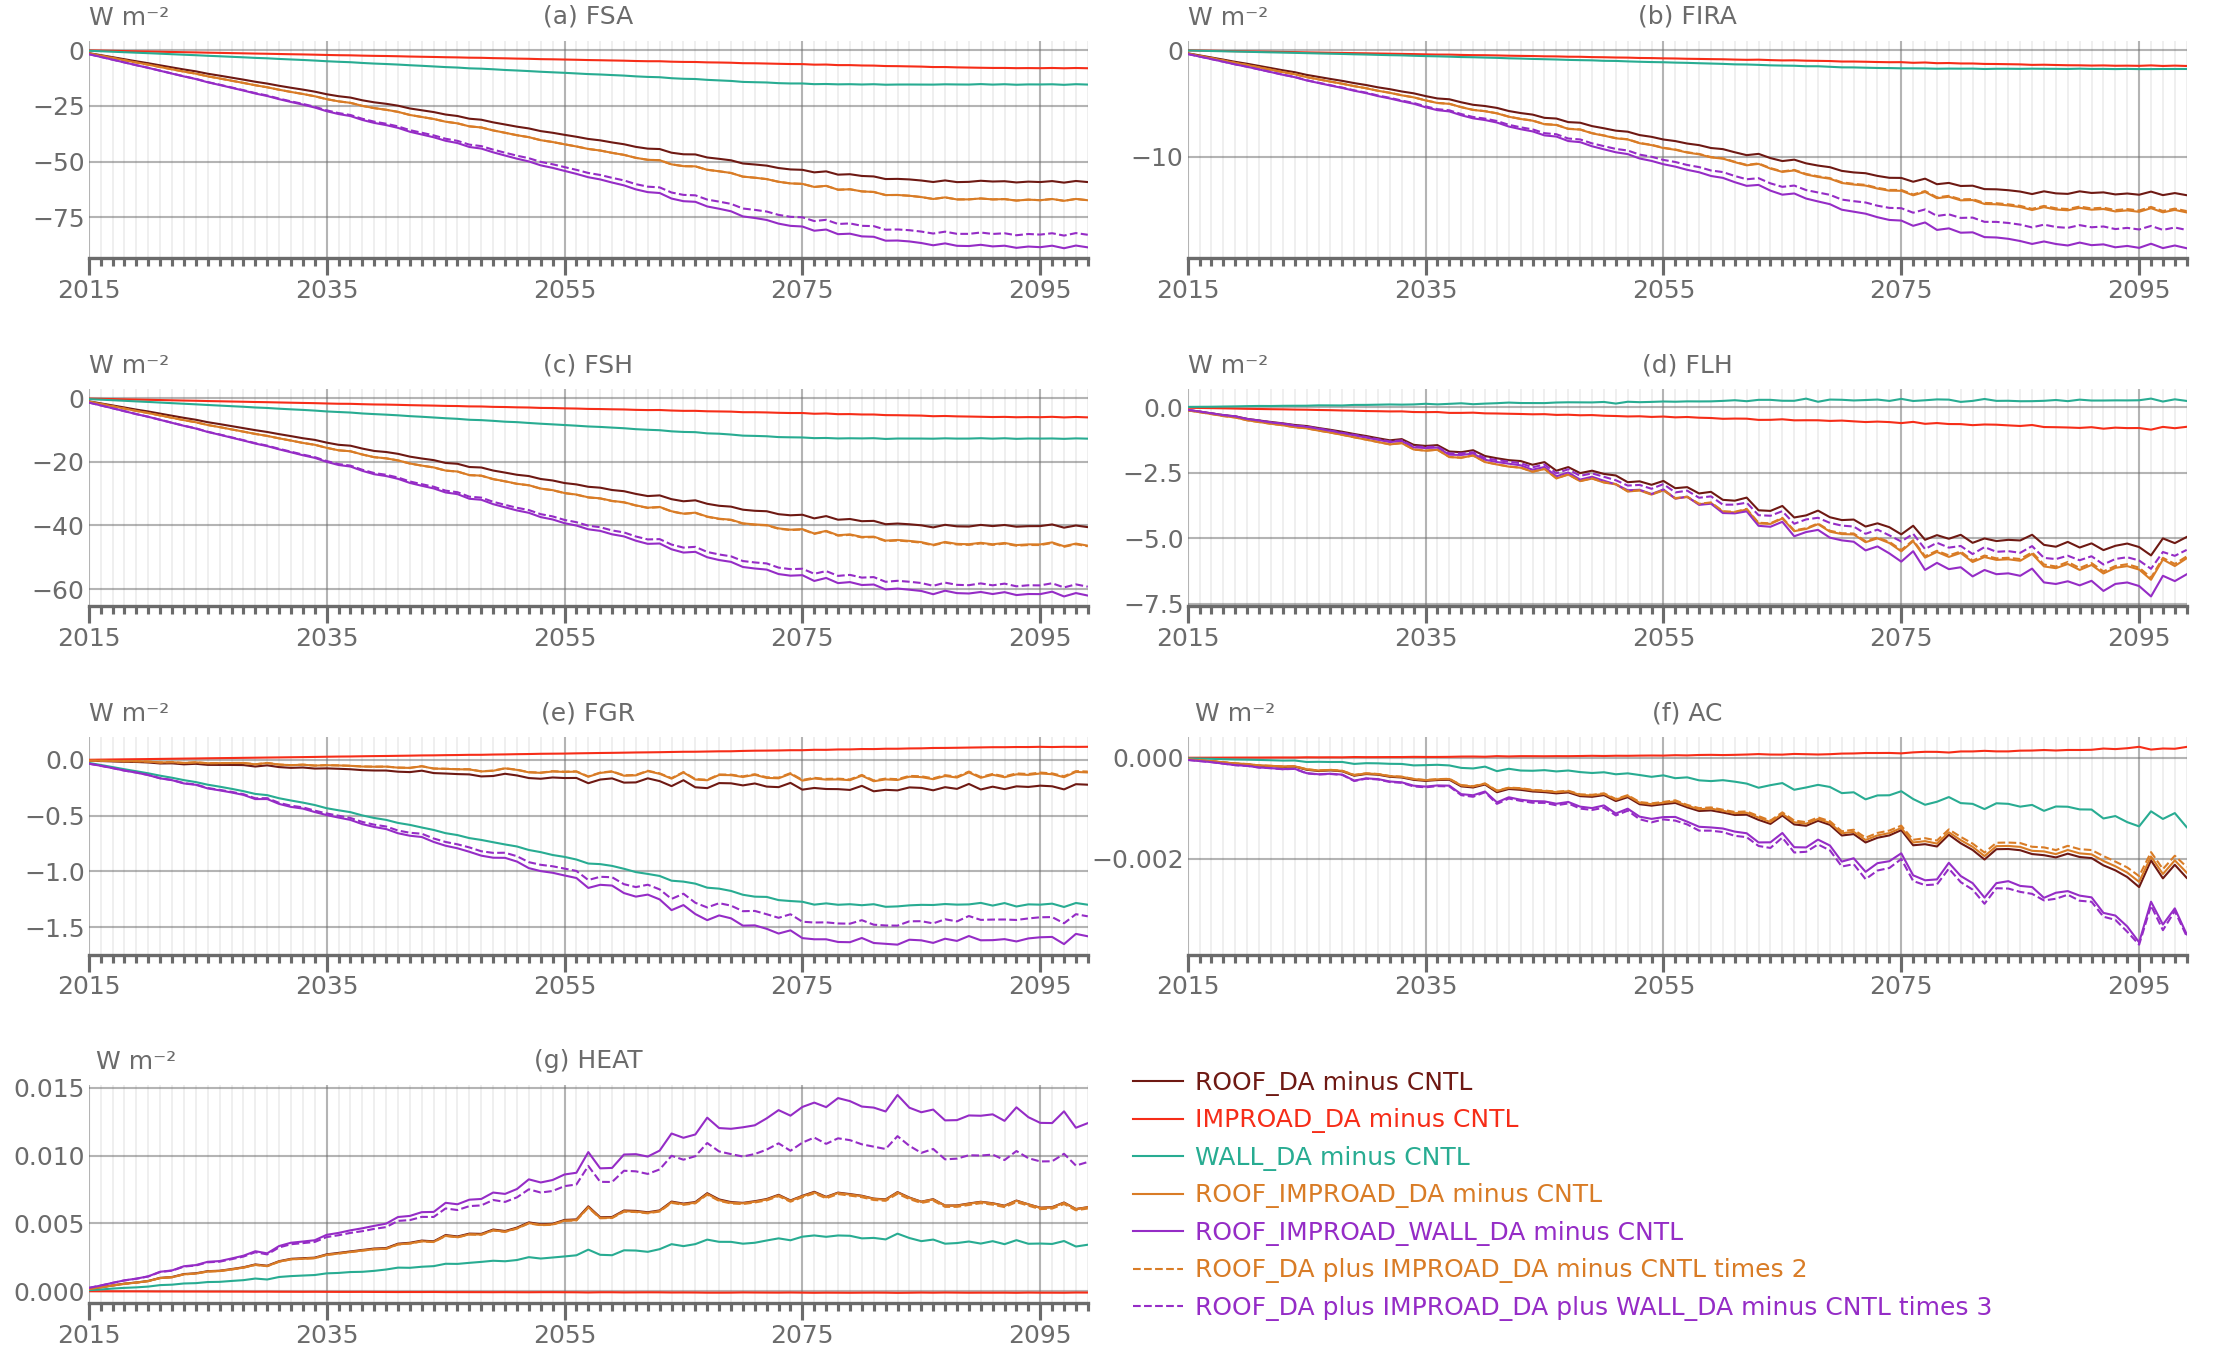 W m⁻² (a) FSA
0
−25
−50
−75
2015 2035 2055 2075 2095
W m⁻² (b) FIRA
0
−10
2015 2035 2055 2075 2095
W m⁻² (c) FSH
0
−20
−40
−60
2015 2035 2055 2075 2095
W m⁻² (d) FLH
0.0
−2.5
−5.0
−7.5
2015 2035 2055 2075 2095
W m⁻² (e) FGR
0.0
−0.5
−1.0
−1.5
2015 2035 2055 2075 2095
W m⁻² (f) AC
0.000
−0.002
2015 2035 2055 2075 2095
W m⁻² (g) HEAT
0.015
0.010
0.005
0.000
2015 2035 2055 2075 2095
ROOF_DA minus CNTL
IMPROAD_DA minus CNTL
WALL_DA minus CNTL
ROOF_IMPROAD_DA minus CNTL
ROOF_IMPROAD_WALL_DA minus CNTL
ROOF_DA plus IMPROAD_DA minus CNTL times 2
ROOF_DA plus IMPROAD_DA plus WALL_DA minus CNTL times 3